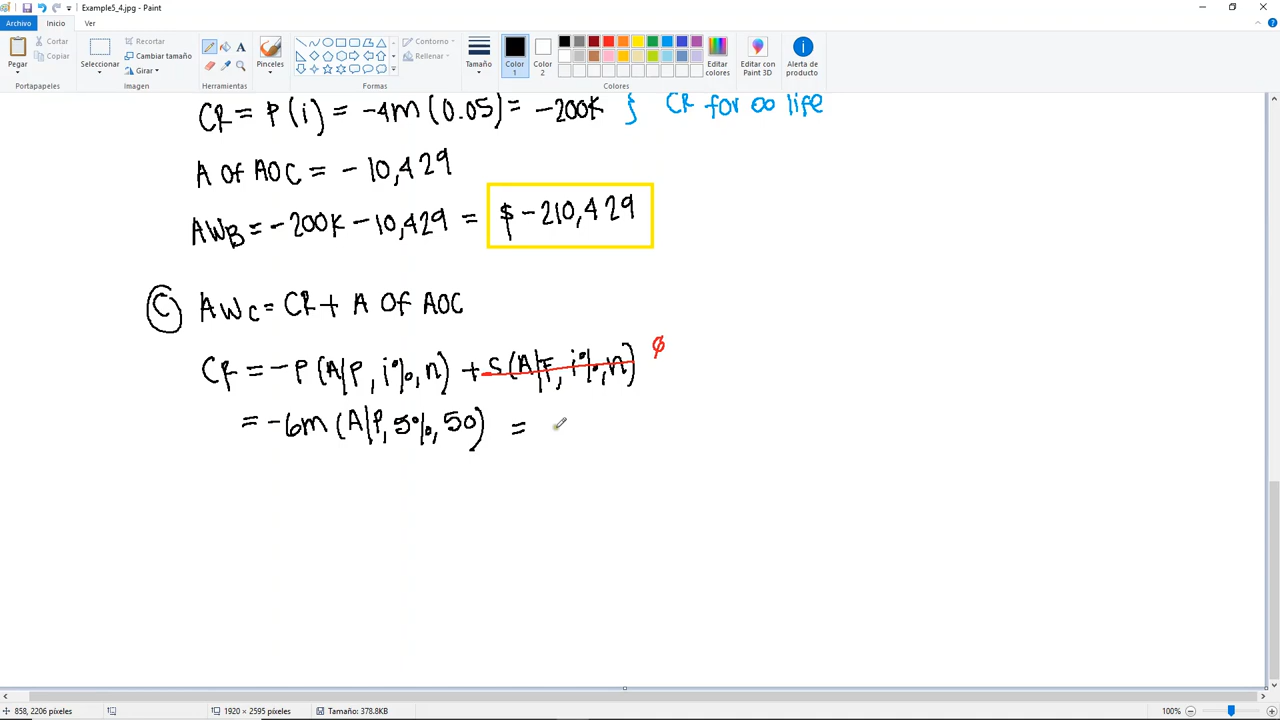 Example5_4.jpg - Paint
Archivo Inicio Ver
Pegar Cortar Copiar Seleccionar Recortar Cambiar tamaño Girar Pinceles Contorno Rellenar Tamaño Color 1 Color 2 Editar colores Editar con Paint 3D Alerta de producto
Portapapeles Imagen Herramientas Formas Colores
CR = P(i) = -4M(0.05) = -200K } CR for ∞ life
A Of AOC = -10,429
AWB = -200K - 10,429 = $ -210,429
C AWC = CR + A Of AOC
CR = -P(A|P, i%, n) + S(A|F, i%, n) ∅
= -6M (A|P, 5%, 50) =
858, 2206 píxeles 1920 × 2595 píxeles Tamaño: 378.8KB 100%